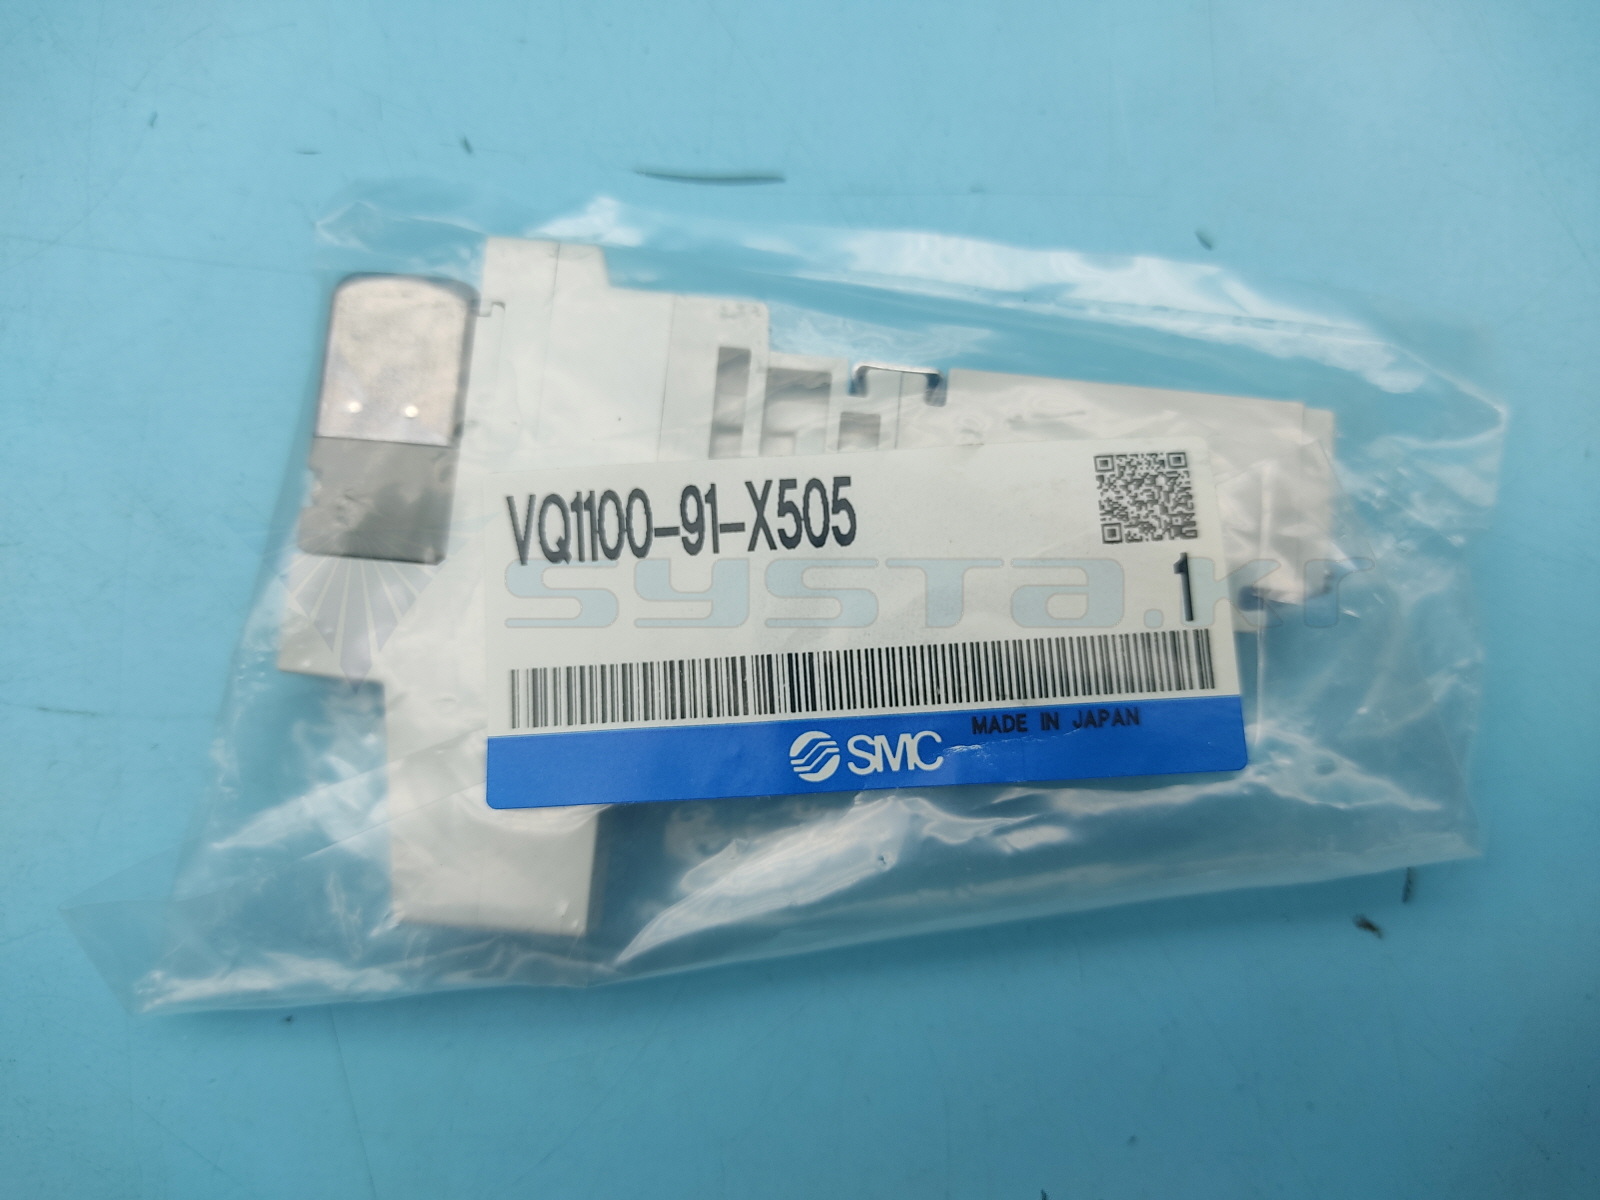 VQ1100-91-X505
systa.kr
1
MADE IN JAPAN
SMC